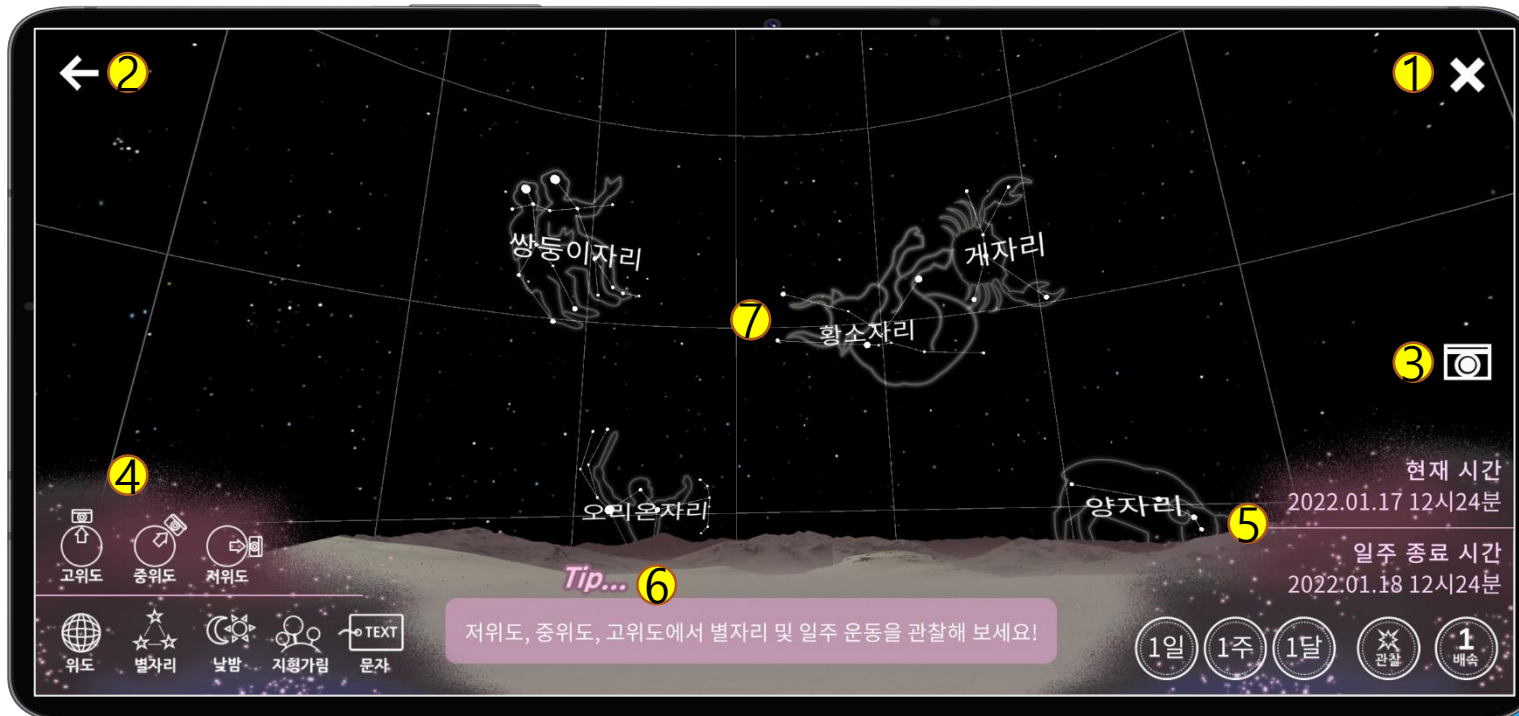 2
1
쌍둥이자리
게자리
7
황소자리
3
4
현재 시간
2022.01.17 12시24분
오리온자리
양자리
5
고위도
중위도
저위도
일주 종료 시간
2022.01.18 12시24분
Tip...
6
저위도, 중위도, 고위도에서 별자리 및 일주 운동을 관찰해 보세요!
위도
별자리
낮밤
지형가림
TEXT
문자
1일
1주
1달
관찰
1
배속